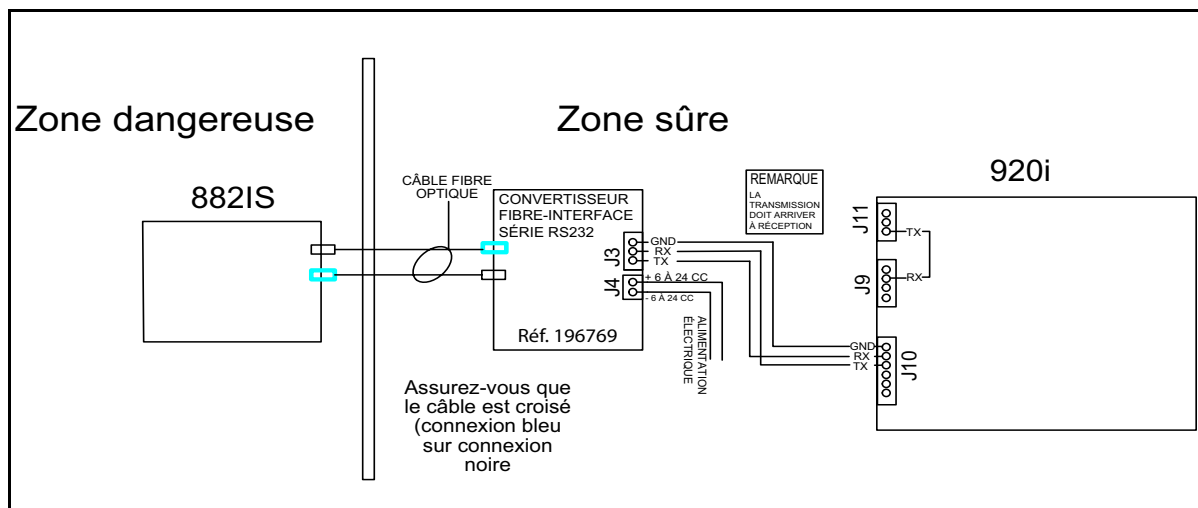 Zone dangereuse
Zone sûre
882IS
CÂBLE FIBRE
OPTIQUE
CONVERTISSEUR
FIBRE-INTERFACE
SÉRIE RS232
J3
GND
RX
TX
J4
+ 6 À 24 CC
- 6 À 24 CC
ALIMENTATION
ÉLECTRIQUE
Réf. 196769
REMARQUE
LA
TRANSMISSION
DOIT ARRIVER
À RÉCEPTION
920i
J11
TX
J9
RX
GND
RX
TX
J10
Assurez-vous que
le câble est croisé
(connexion bleu
sur connexion
noire